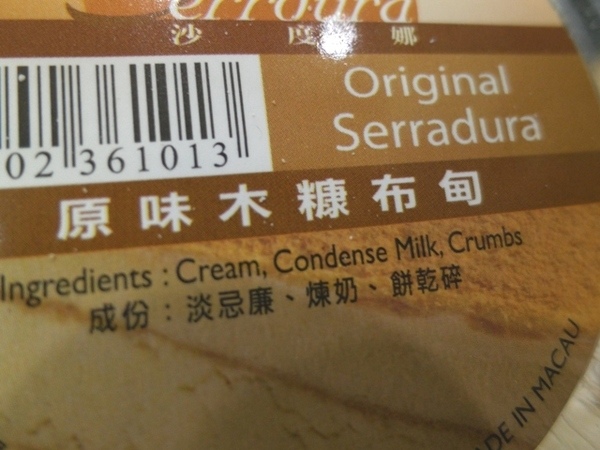 Serroura
沙度娜
Original
Serradura
02 361013
原味木糠布甸
Ingredients : Cream, Condense Milk, Crumbs
成份：淡忌廉、煉奶、餅乾碎
DE IN MACAU